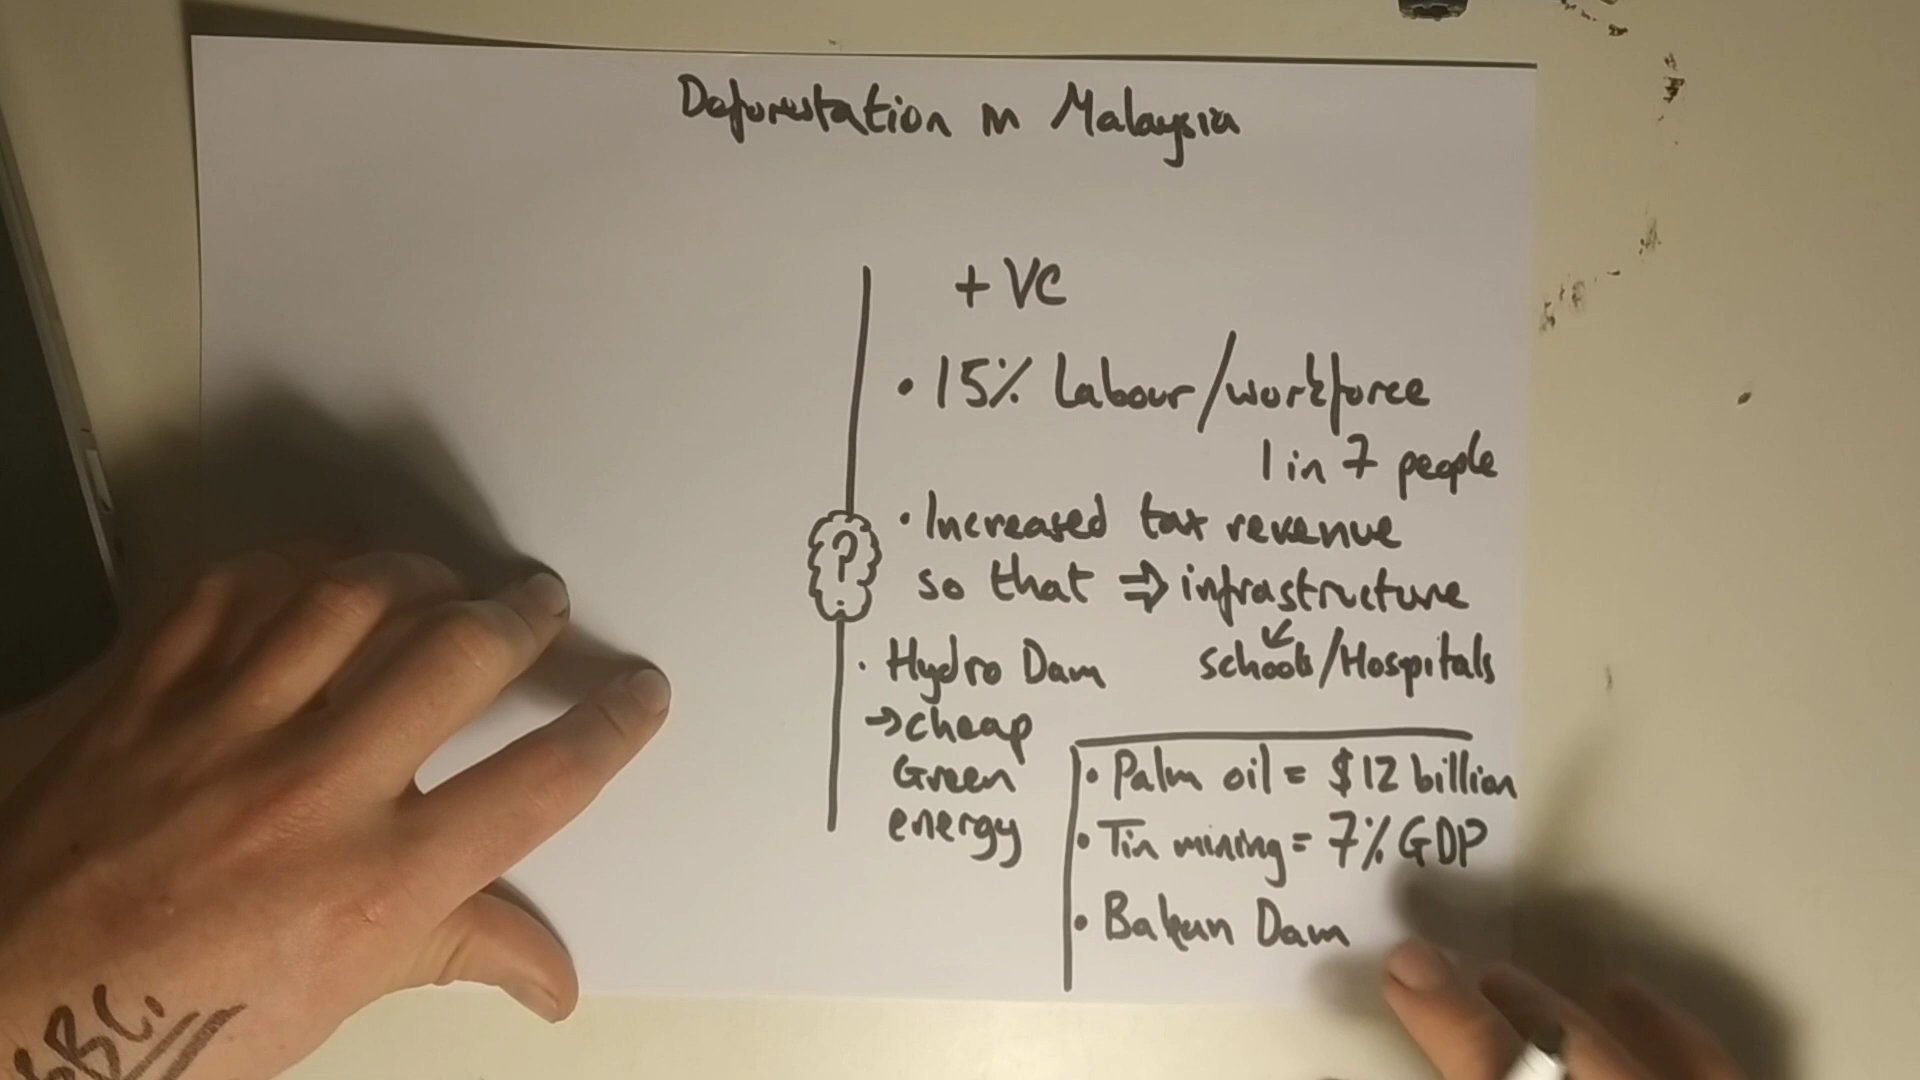 Deforestation in Malaysia
+ VC
• 15% Labour/workforce
1 in 7 people
• Increased tax revenue
so that ⇒ infrastructure
?
↙
schools/Hospitals
• Hydro Dam
→ cheap
Green
energy
• Palm oil = $12 billion
• Tin mining = 7% GDP
• Bakun Dam